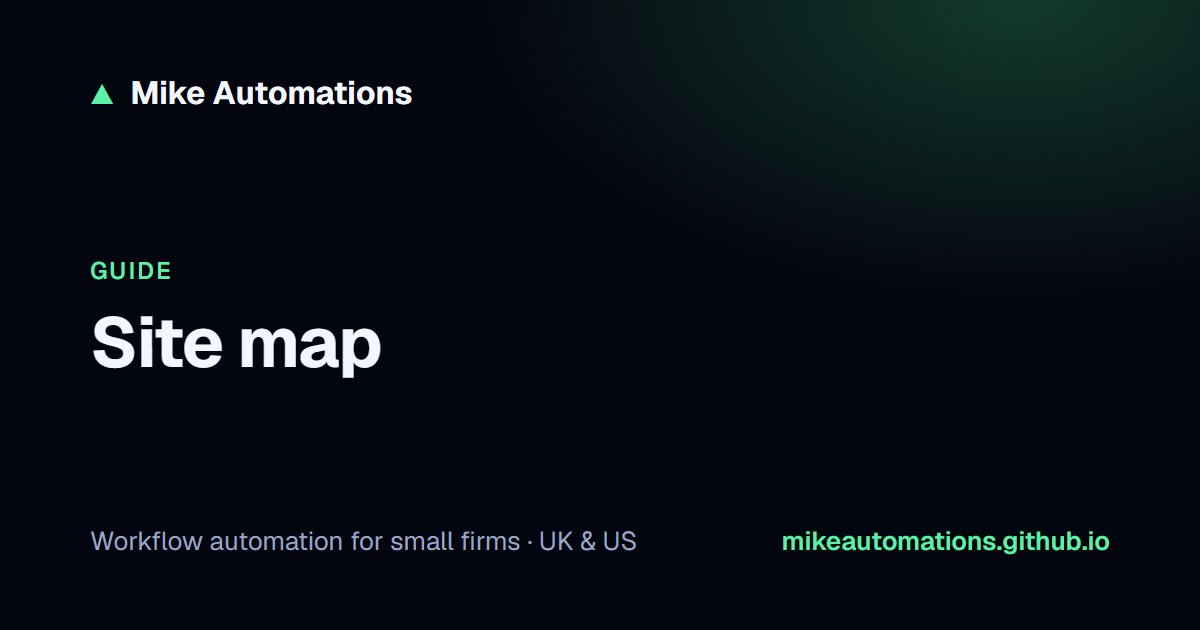 Mike Automations
GUIDE
Site map
Workflow automation for small firms · UK & US
mikeautomations.github.io